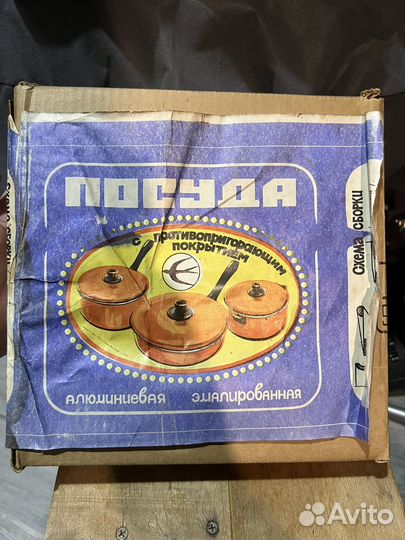 ПОСУДА
С ПРОТИВОПРИГОРАЮЩИМ
ПОКРЫТИЕМ
алюминиевая эмалированная
СХЕМА СБОРКИ
Avito